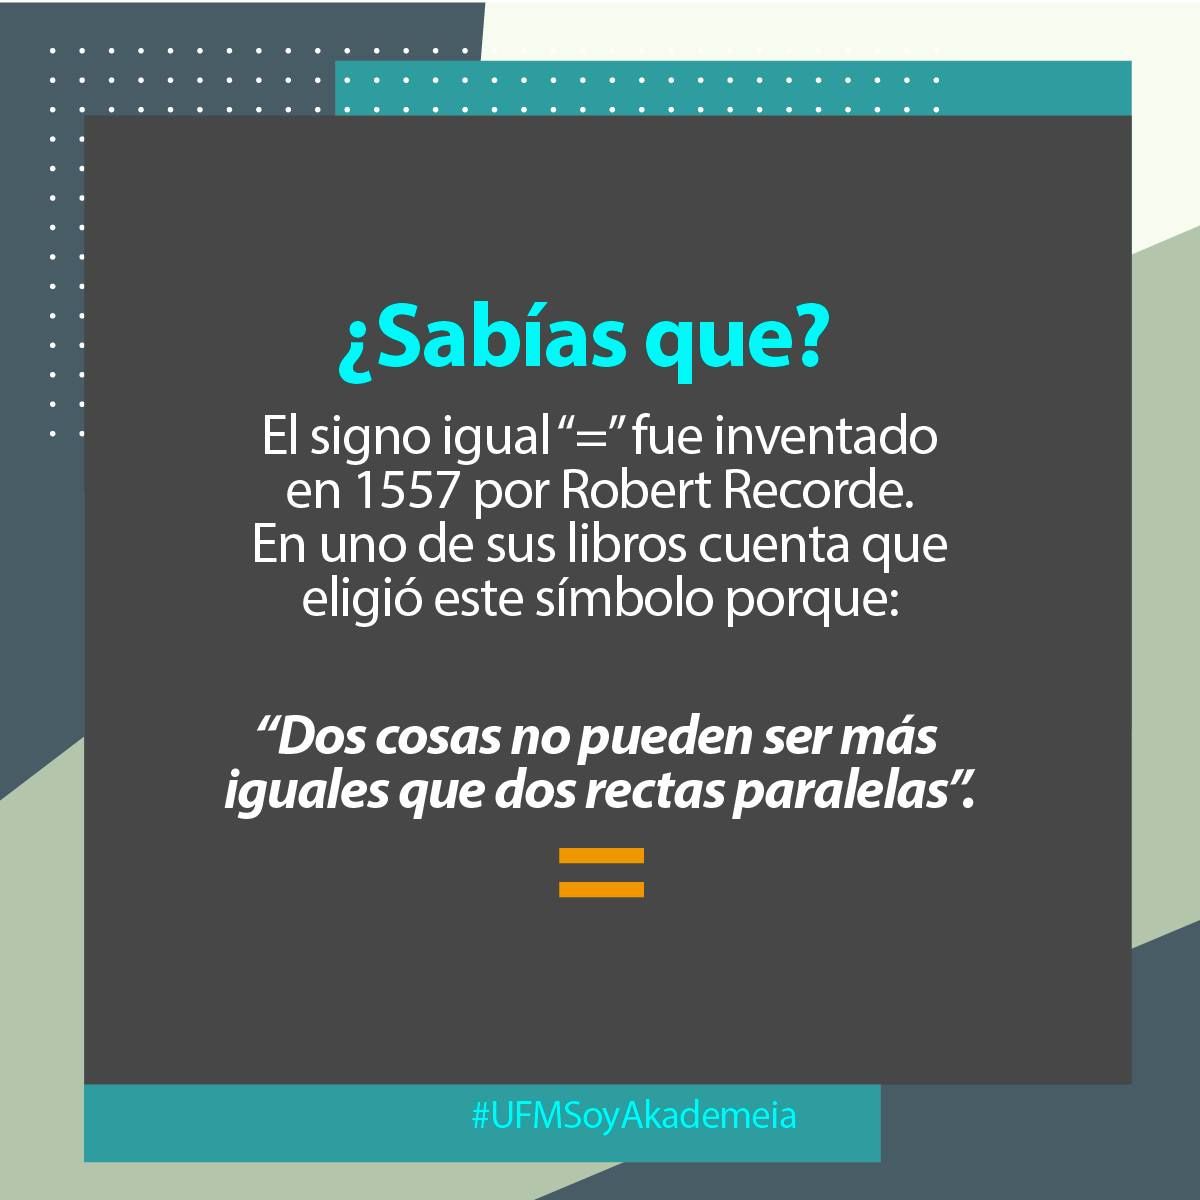 ¿Sabías que?
El signo igual “=” fue inventado
en 1557 por Robert Recorde.
En uno de sus libros cuenta que
eligió este símbolo porque:
“Dos cosas no pueden ser más
iguales que dos rectas paralelas”.
=
#UFMSoyAkademeia